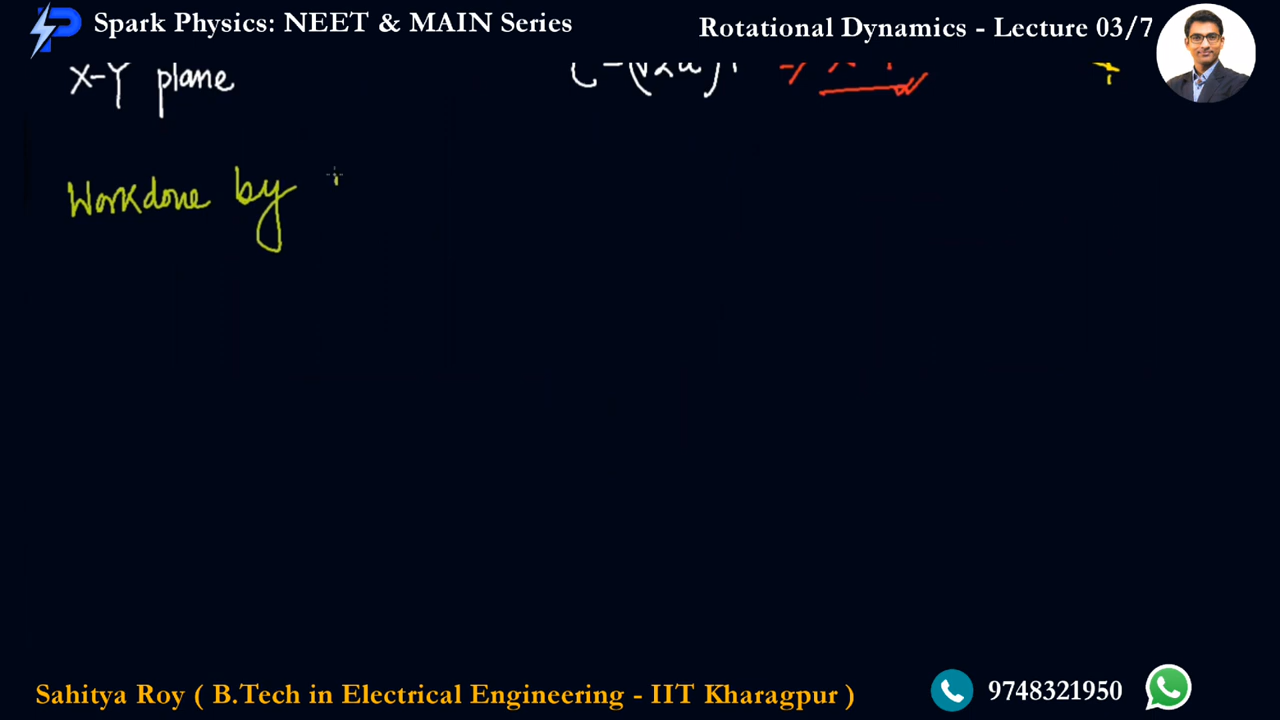 Spark Physics: NEET & MAIN Series
Rotational Dynamics - Lecture 03/7
X-Y plane
Workdone by
Sahitya Roy ( B.Tech in Electrical Engineering - IIT Kharagpur )
9748321950